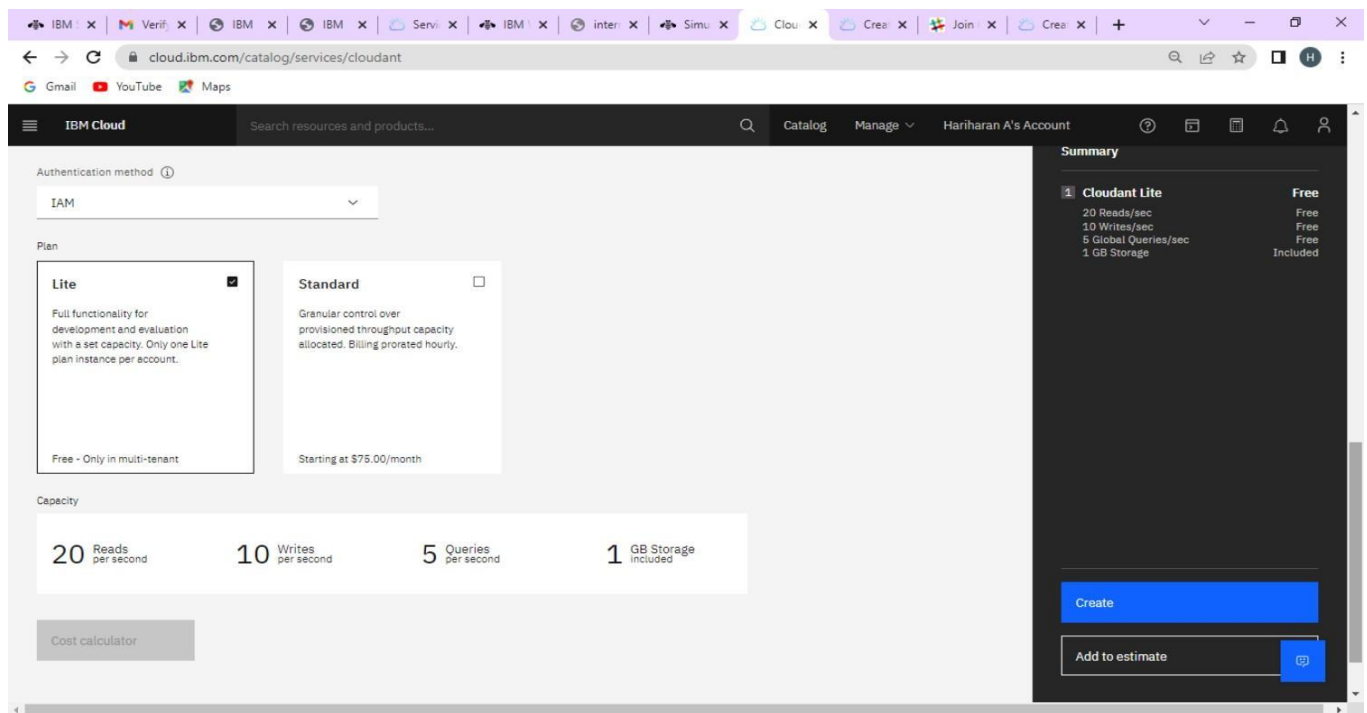 IBM S
Verify
IBM
IBM
Servi
IBM W
inter
Simu
Clou
Creat
Join
Creat
cloud.ibm.com/catalog/services/cloudant
Gmail
YouTube
Maps
IBM Cloud
Search resources and products...
Catalog
Manage
Hariharan A's Account
H
Authentication method
IAM
Plan
Lite
Full functionality for
development and evaluation
with a set capacity. Only one Lite
plan instance per account.
Free - Only in multi-tenant
Standard
Granular control over
provisioned throughput capacity
allocated. Billing prorated hourly.
Starting at $75.00/month
Capacity
20 Reads per second
10 Writes per second
5 Queries per second
1 GB Storage included
Cost calculator
Summary
1 Cloudant Lite Free
20 Reads/sec Free
10 Writes/sec Free
5 Global Queries/sec Free
1 GB Storage Included
Create
Add to estimate